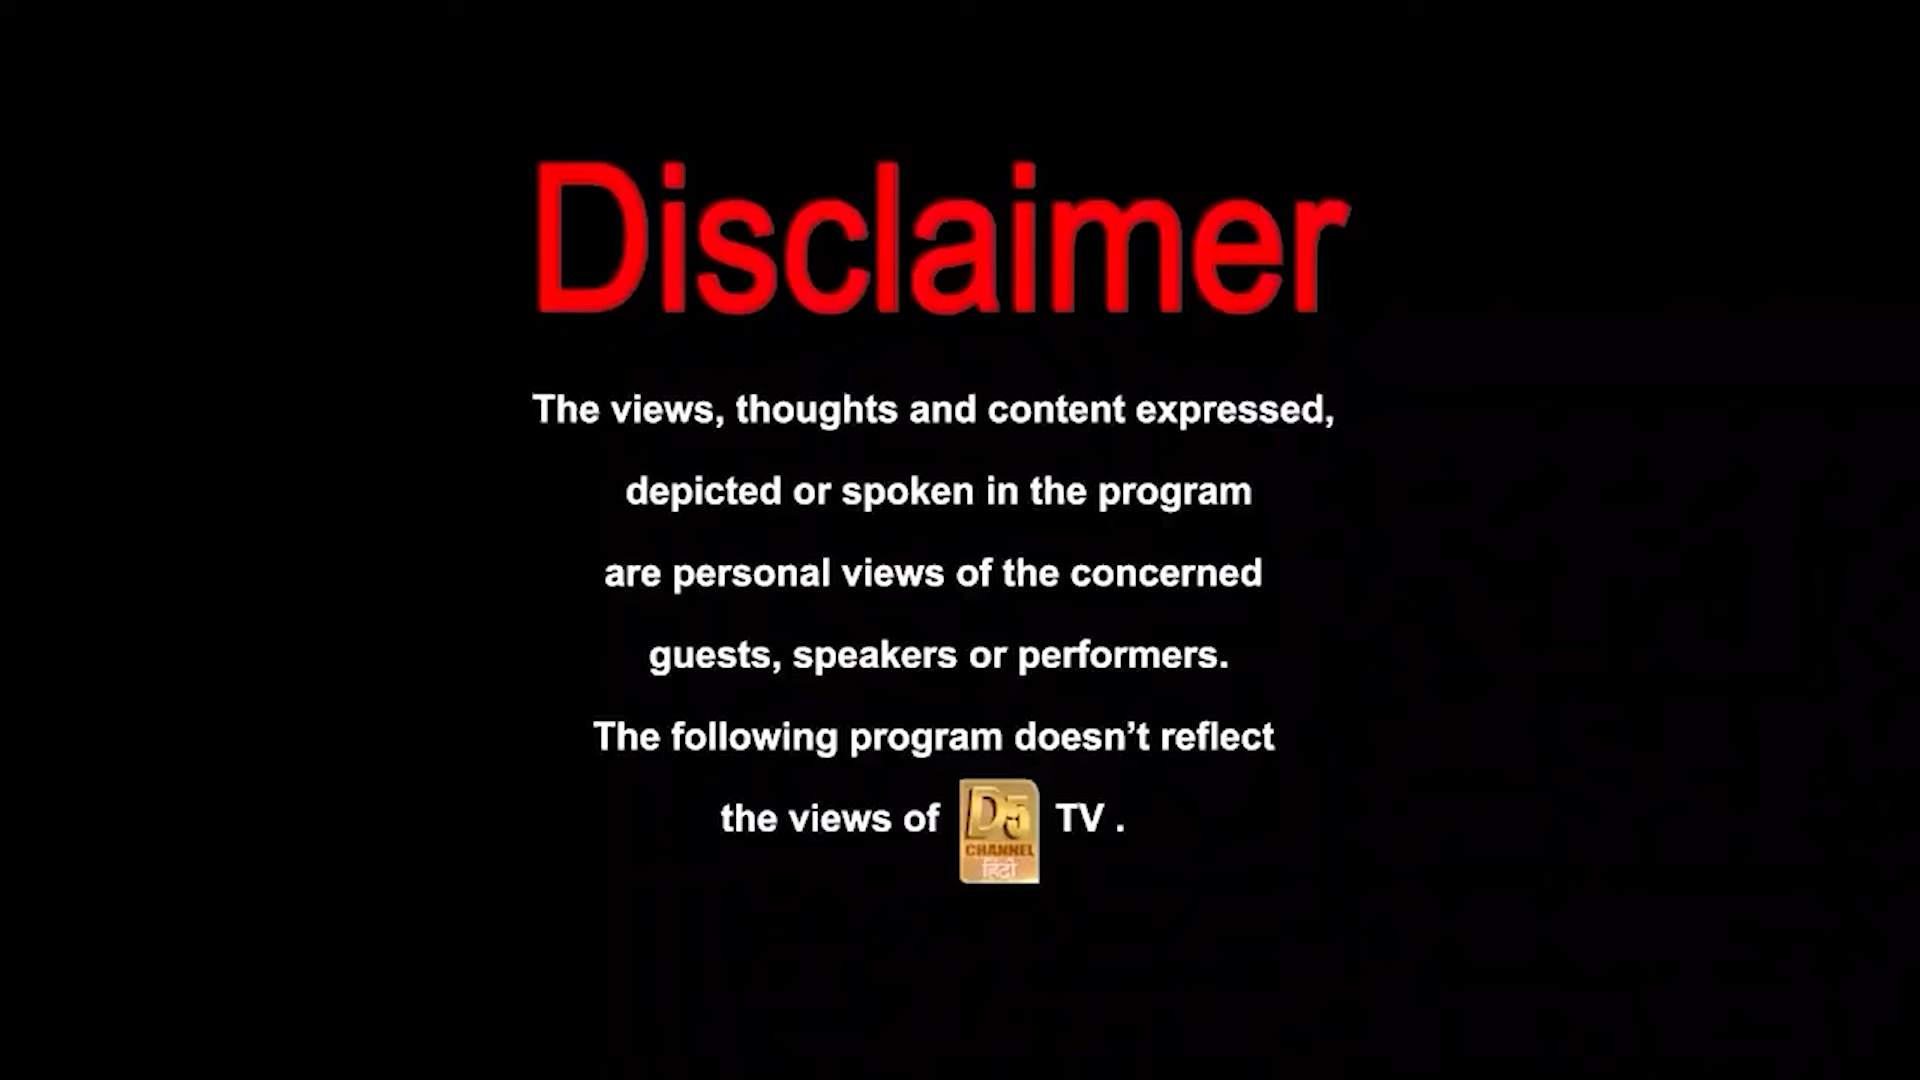 Disclaimer
The views, thoughts and content expressed,
depicted or spoken in the program
are personal views of the concerned
guests, speakers or performers.
The following program doesn’t reflect
the views of D5 CHANNEL हिंदी TV .